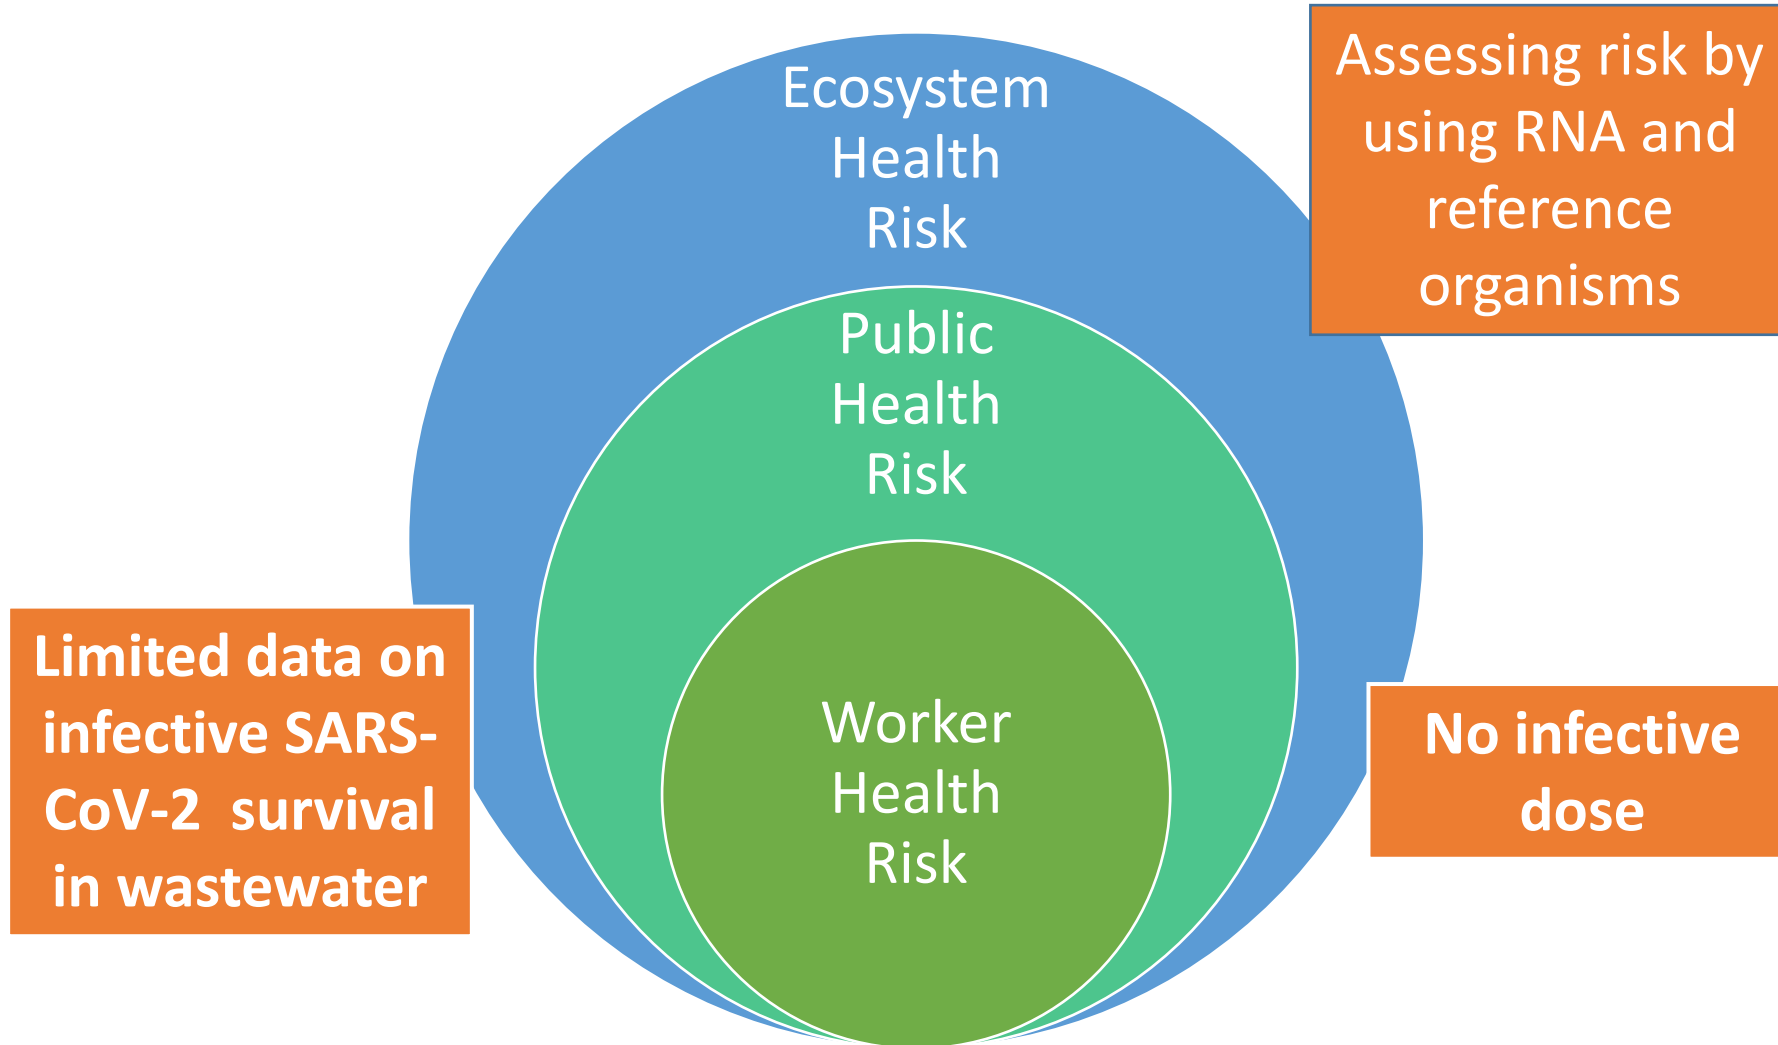 Ecosystem
Health
Risk
Assessing risk by
using RNA and
reference
organisms
Public
Health
Risk
Limited data on
infective SARS-
CoV-2  survival
in wastewater
Worker
Health
Risk
No infective
dose